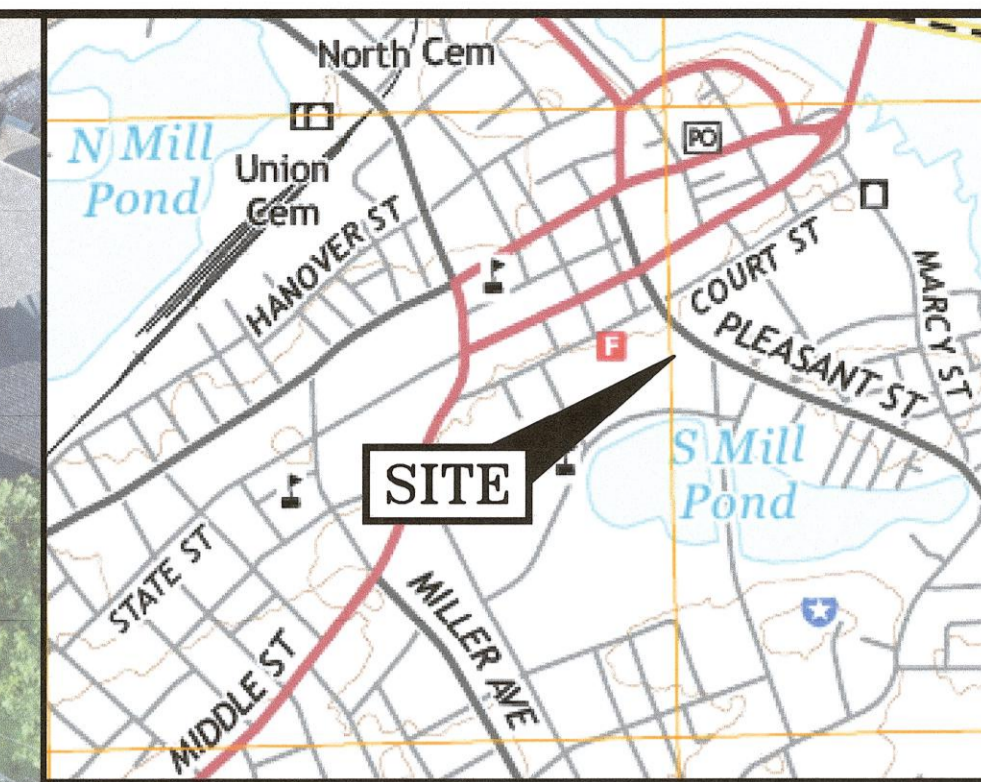 North Cem
N Mill
Pond
Union
Cem
PO
HANOVER ST
COURT ST
MARCY ST
C PLEASANT ST
F
S Mill
Pond
SITE
STATE ST
MILLER AVE
MIDDLE ST